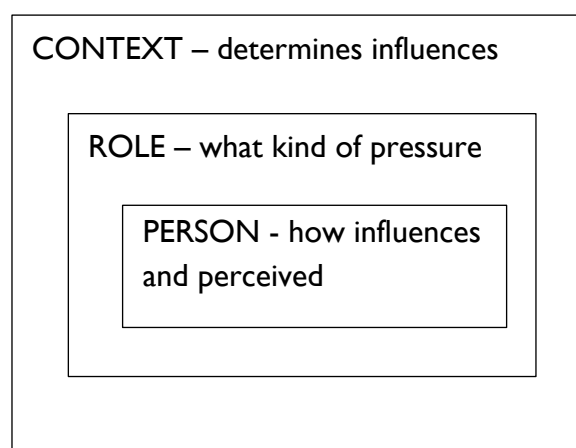 CONTEXT – determines influences
ROLE – what kind of pressure
PERSON - how influences
and perceived